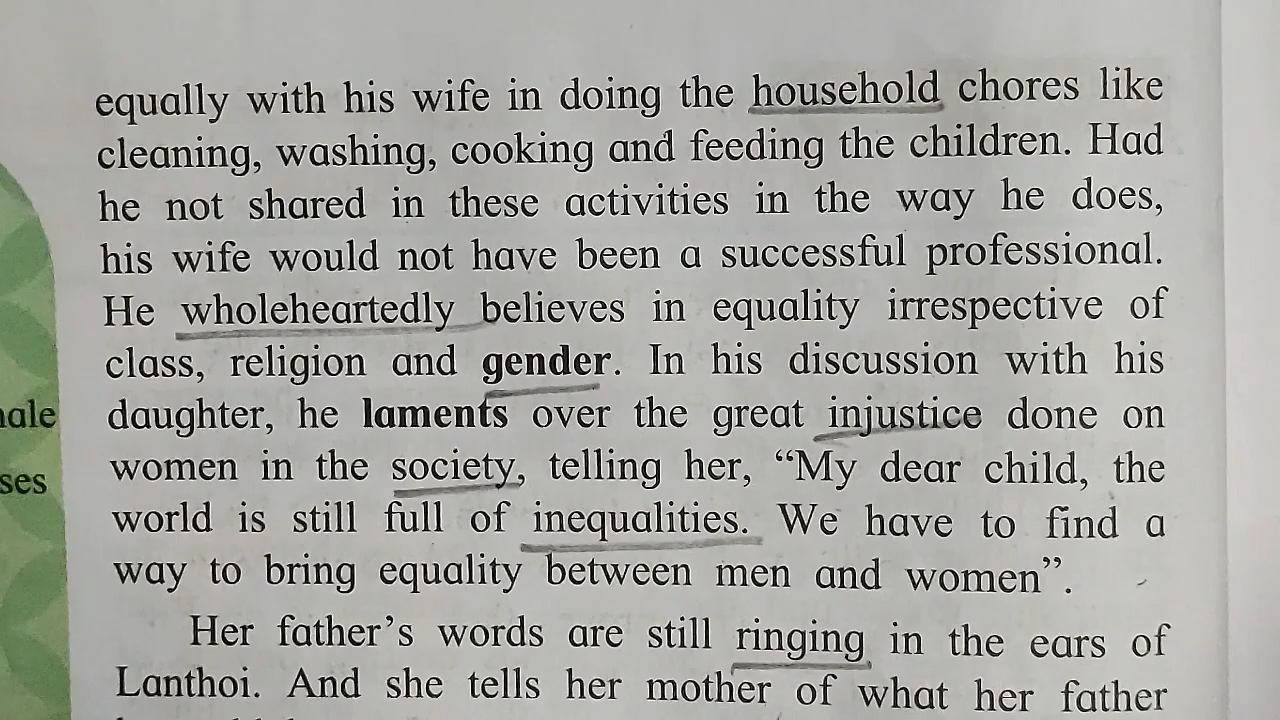 equally with his wife in doing the household chores like
cleaning, washing, cooking and feeding the children. Had
he not shared in these activities in the way he does,
his wife would not have been a successful professional.
He wholeheartedly believes in equality irrespective of
class, religion and gender. In his discussion with his
daughter, he laments over the great injustice done on
women in the society, telling her, “My dear child, the
world is still full of inequalities. We have to find a
way to bring equality between men and women”.
Her father’s words are still ringing in the ears of
Lanthoi. And she tells her mother of what her father